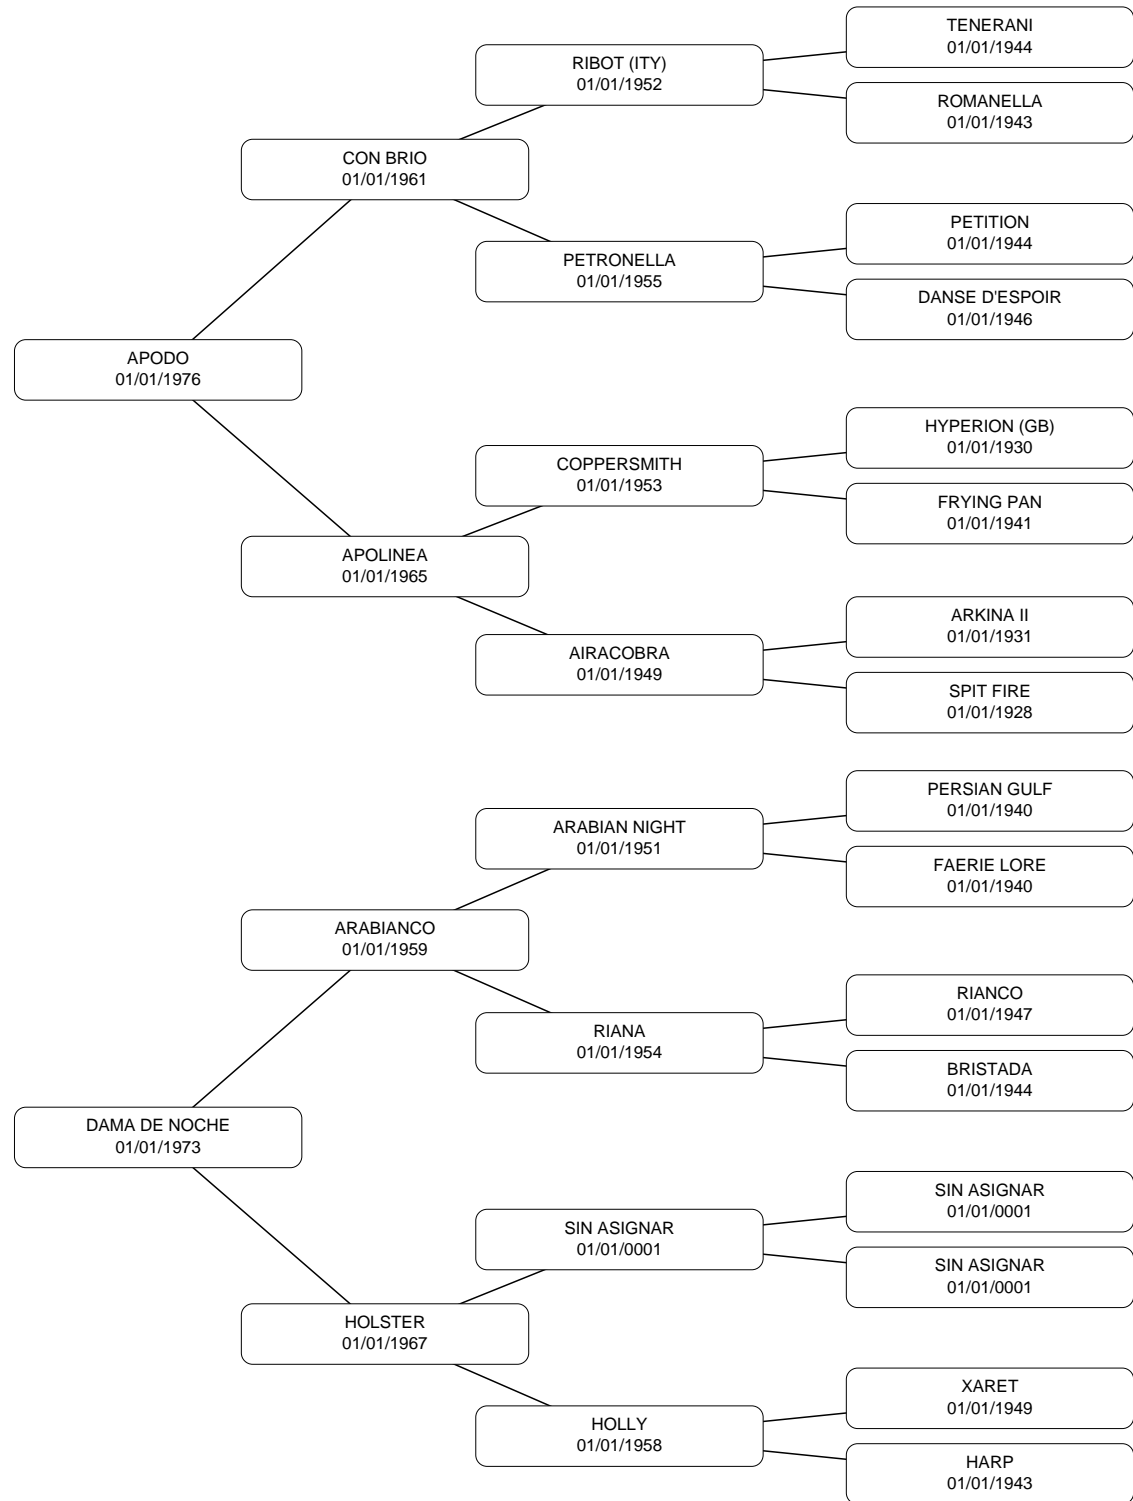 TENERANI
01/01/1944
RIBOT (ITY)
01/01/1952
ROMANELLA
01/01/1943
CON BRIO
01/01/1961
PETITION
01/01/1944
PETRONELLA
01/01/1955
DANSE D'ESPOIR
01/01/1946
APODO
01/01/1976
HYPERION (GB)
01/01/1930
COPPERSMITH
01/01/1953
FRYING PAN
01/01/1941
APOLINEA
01/01/1965
ARKINA II
01/01/1931
AIRACOBRA
01/01/1949
SPIT FIRE
01/01/1928
PERSIAN GULF
01/01/1940
ARABIAN NIGHT
01/01/1951
FAERIE LORE
01/01/1940
ARABIANCO
01/01/1959
RIANCO
01/01/1947
RIANA
01/01/1954
BRISTADA
01/01/1944
DAMA DE NOCHE
01/01/1973
SIN ASIGNAR
01/01/0001
SIN ASIGNAR
01/01/0001
SIN ASIGNAR
01/01/0001
HOLSTER
01/01/1967
XARET
01/01/1949
HOLLY
01/01/1958
HARP
01/01/1943